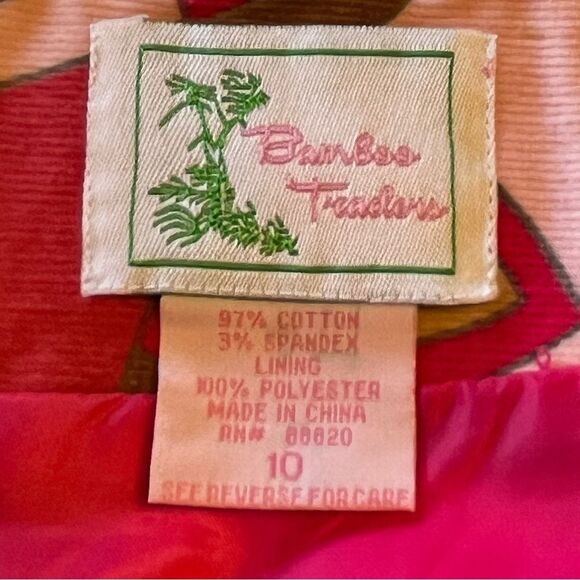 Bamboo
Traders
97% COTTON
3% SPANDEX
LINING
100% POLYESTER
MADE IN CHINA
RN# 88820
10
SEE REVERSE FOR CARE